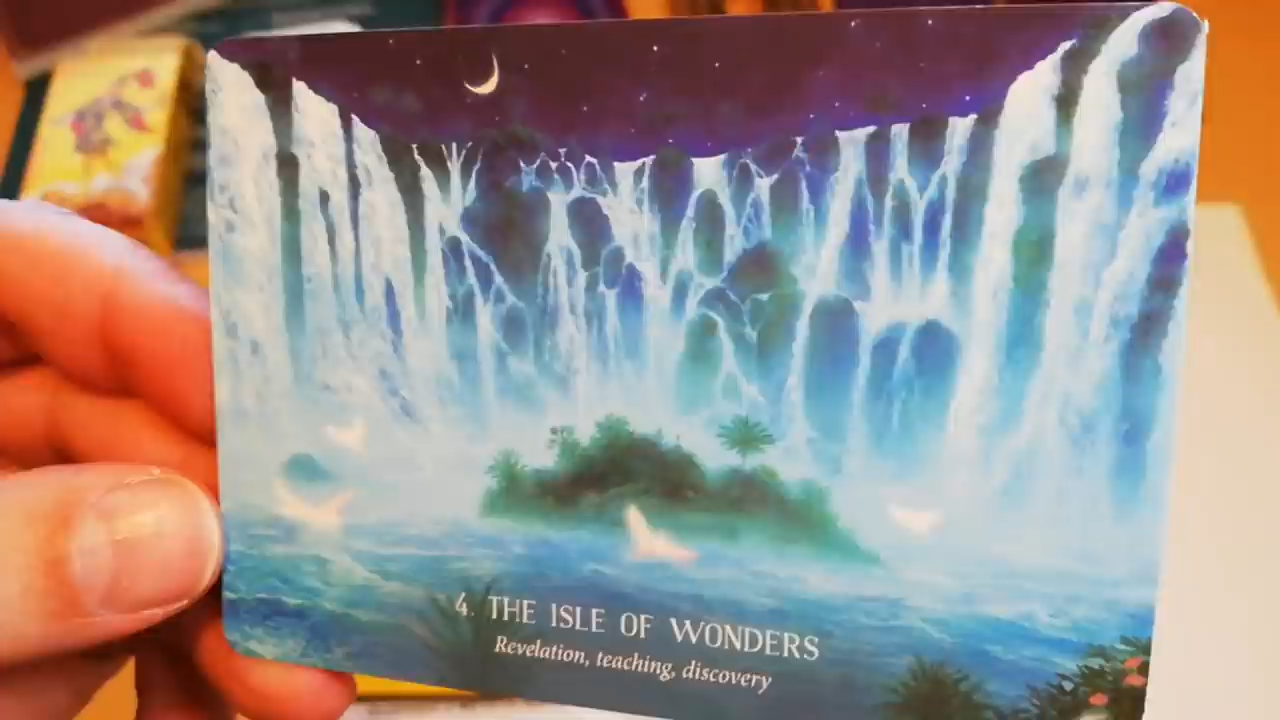 4. THE ISLE OF WONDERS
Revelation, teaching, discovery